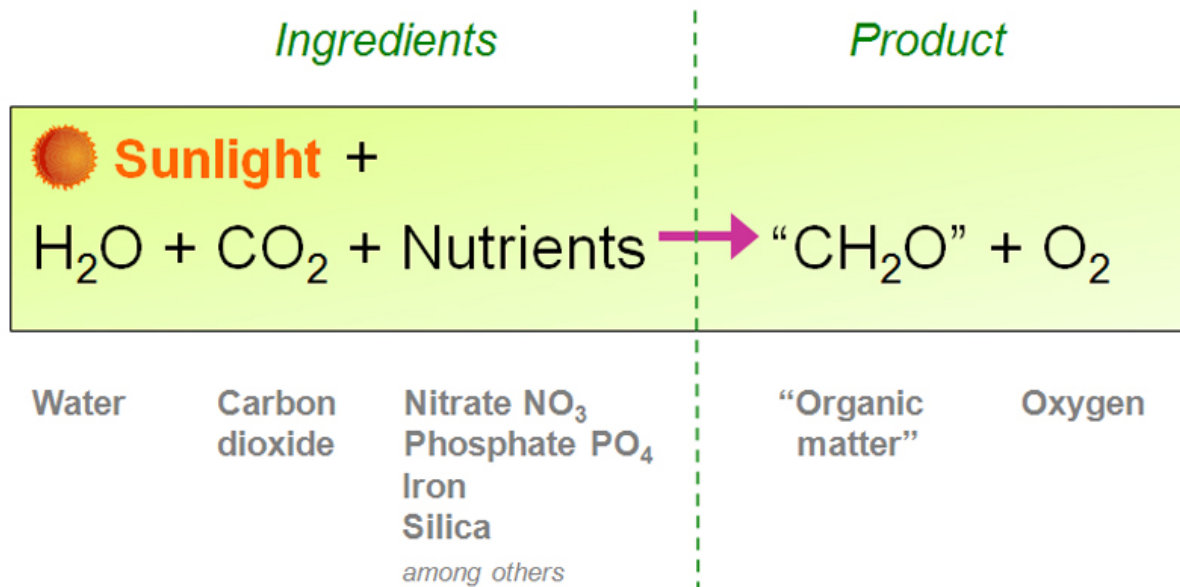 Ingredients
Product
Sunlight +
H₂O + CO₂ + Nutrients “CH₂O” + O₂
Water
Carbon
dioxide
Nitrate NO₃
Phosphate PO₄
Iron
Silica
among others
“Organic
matter”
Oxygen